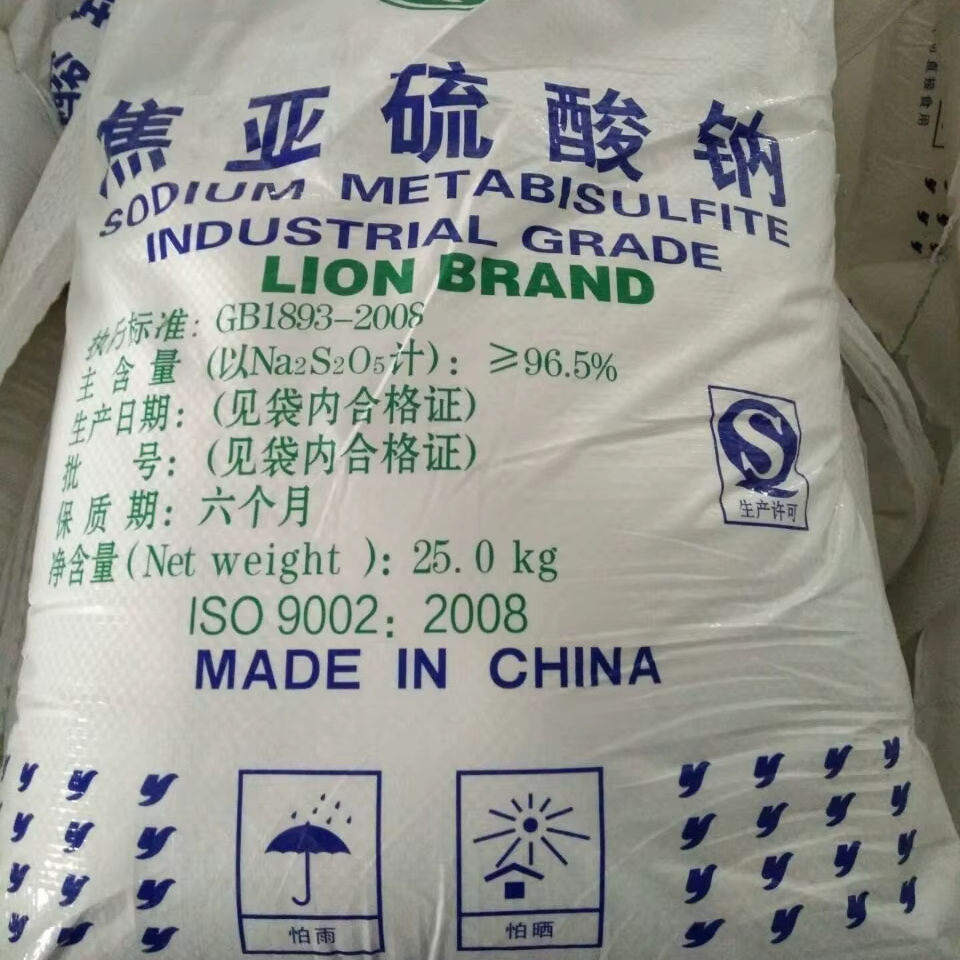 焦亚硫酸钠
SODIUM METABISULFITE
INDUSTRIAL GRADE
LION BRAND
执行标准: GB1893-2008
主含量 (以Na₂S₂O₅计): ≥96.5%
生产日期: (见袋内合格证)
批 号: (见袋内合格证)
保质期: 六个月
净含量(Net weight ): 25.0 kg
ISO 9002: 2008
MADE IN CHINA
S
生产许可
怕雨
怕晒
直接食用